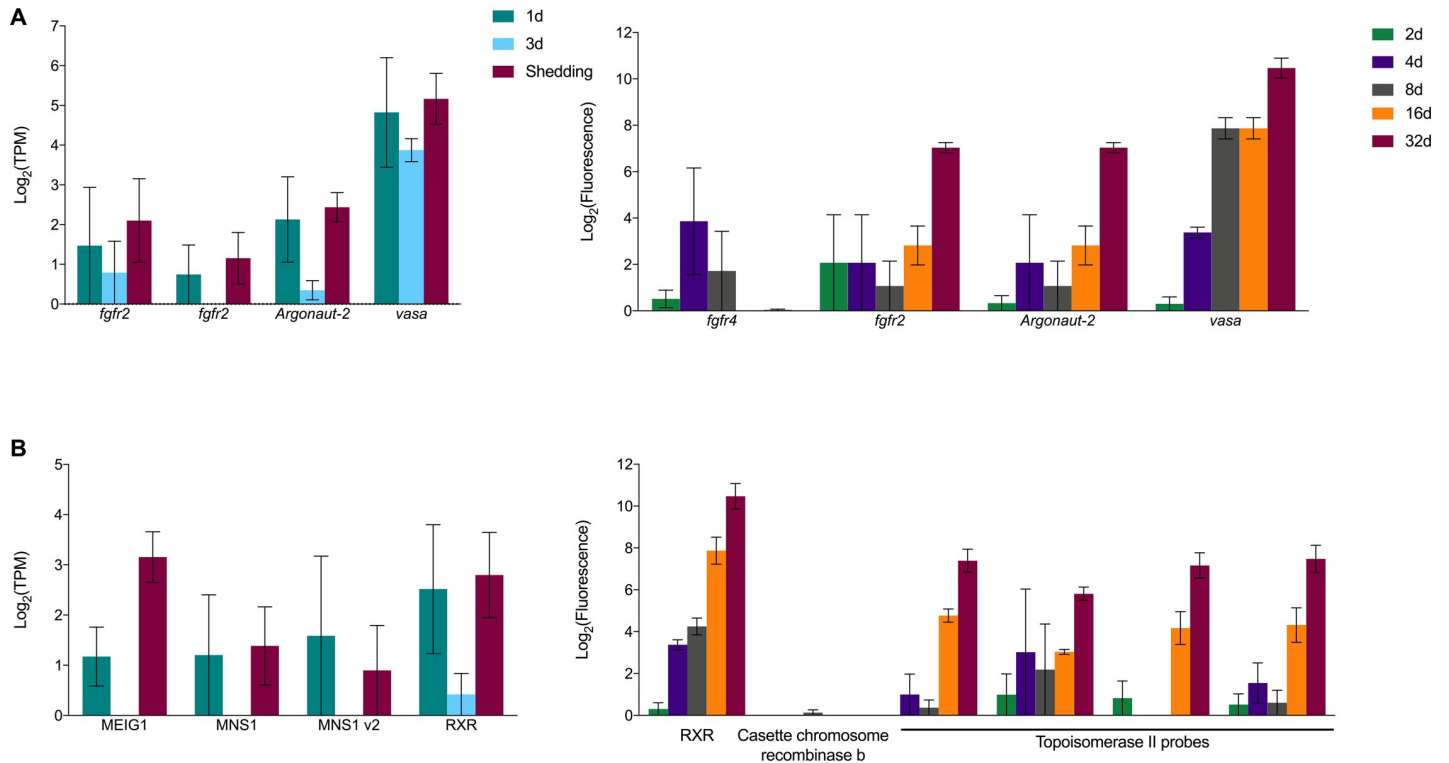 A
7
6
5
4
3
2
1
0
Log2(TPM)
fgfr2
fgfr2
Argonaut-2
vasa
1d
3d
Shedding
12
10
8
6
4
2
0
Log2(Fluorescence)
fgfr4
fgfr2
Argonaut-2
vasa
2d
4d
8d
16d
32d
B
5
4
3
2
1
0
Log2(TPM)
MEIG1
MNS1
MNS1 v2
RXR
12
10
8
6
4
2
0
Log2(Fluorescence)
RXR
Casette chromosome
recombinase b
Topoisomerase II probes